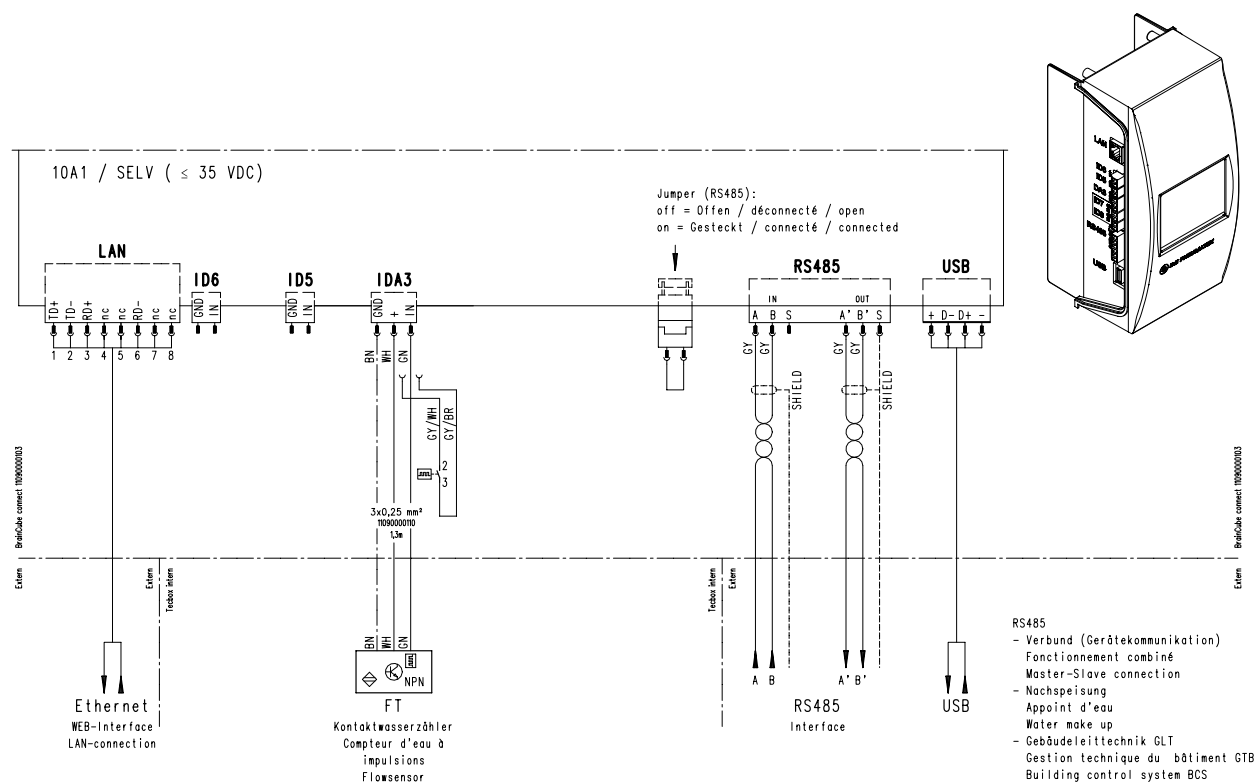 10A1 / SELV ( ≤ 35 VDC)
Jumper (RS485):
off = Offen / déconnecté / open
on = Gesteckt / connecté / connected
LAN
ID6
ID5
IDA3
RS485
USB
TD+ TD- RD+ nc nc RD- nc nc
GND IN
GND IN
GND + IN
IN OUT
A B S A' B' S
+ D- D+ -
1 2 3 4 5 6 7 8
BN WH GN
GY GY GY GY
SHIELD
SHIELD
GY/WH
GY/BR
2
3
3x0,25 mm²
11090000110
1,3m
BrainCube connect 11090000103
BrainCube connect 11090000103
Extern
Extern
Tecbox intern
Tecbox intern
Extern
Extern
BN WH GN
NPN
A B A' B'
Ethernet
WEB-Interface
LAN-connection
FT
Kontaktwasserzähler
Compteur d'eau à
impulsions
Flowsensor
RS485
Interface
USB
RS485
- Verbund (Gerätekommunikation)
Fonctionnement combiné
Master-Slave connection
- Nachspeisung
Appoint d'eau
Water make up
- Gebäudeleittechnik GLT
Gestion technique du bâtiment GTB
Building control system BCS
LAN
ID6
ID5
IDA3
ID7
ID8
RS485
USB